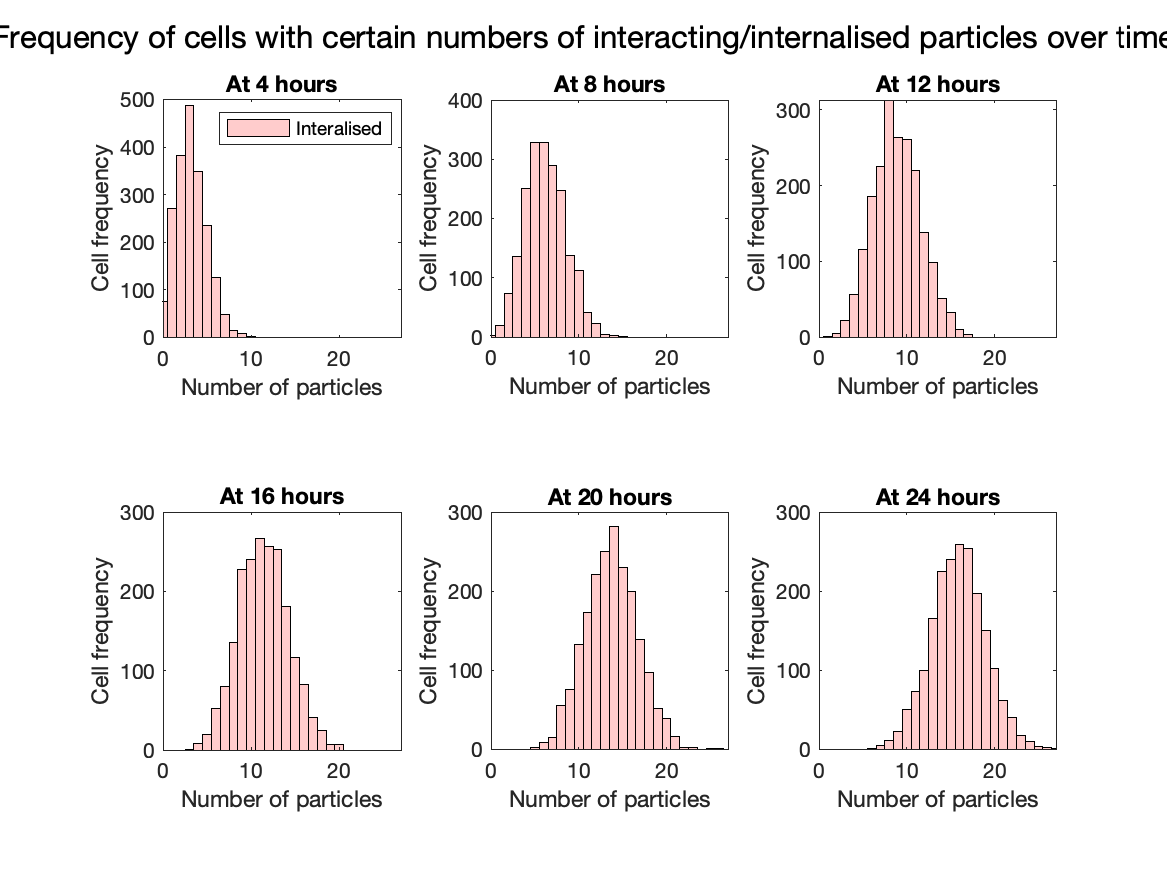 Frequency of cells with certain numbers of interacting/internalised particles over time
At 4 hours
500
400
300
200
100
0
Interalised
0 10 20
Cell frequency
Number of particles
At 8 hours
400
300
200
100
0
0 10 20
Cell frequency
Number of particles
At 12 hours
300
200
100
0
0 10 20
Cell frequency
Number of particles
At 16 hours
300
200
100
0
0 10 20
Cell frequency
Number of particles
At 20 hours
300
200
100
0
0 10 20
Cell frequency
Number of particles
At 24 hours
300
200
100
0
0 10 20
Cell frequency
Number of particles